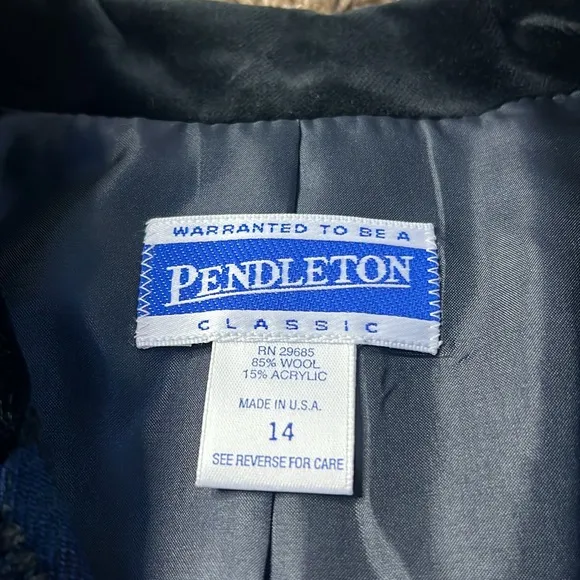 WARRANTED TO BE A
PENDLETON
CLASSIC
RN 29685
85% WOOL
15% ACRYLIC
MADE IN U.S.A.
14
SEE REVERSE FOR CARE